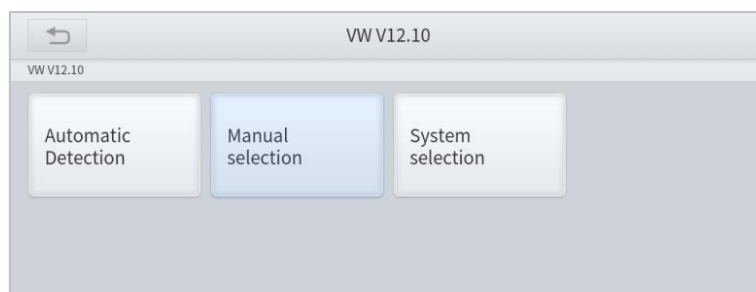 VW V12.10
VW V12.10
Automatic
Detection
Manual
selection
System
selection